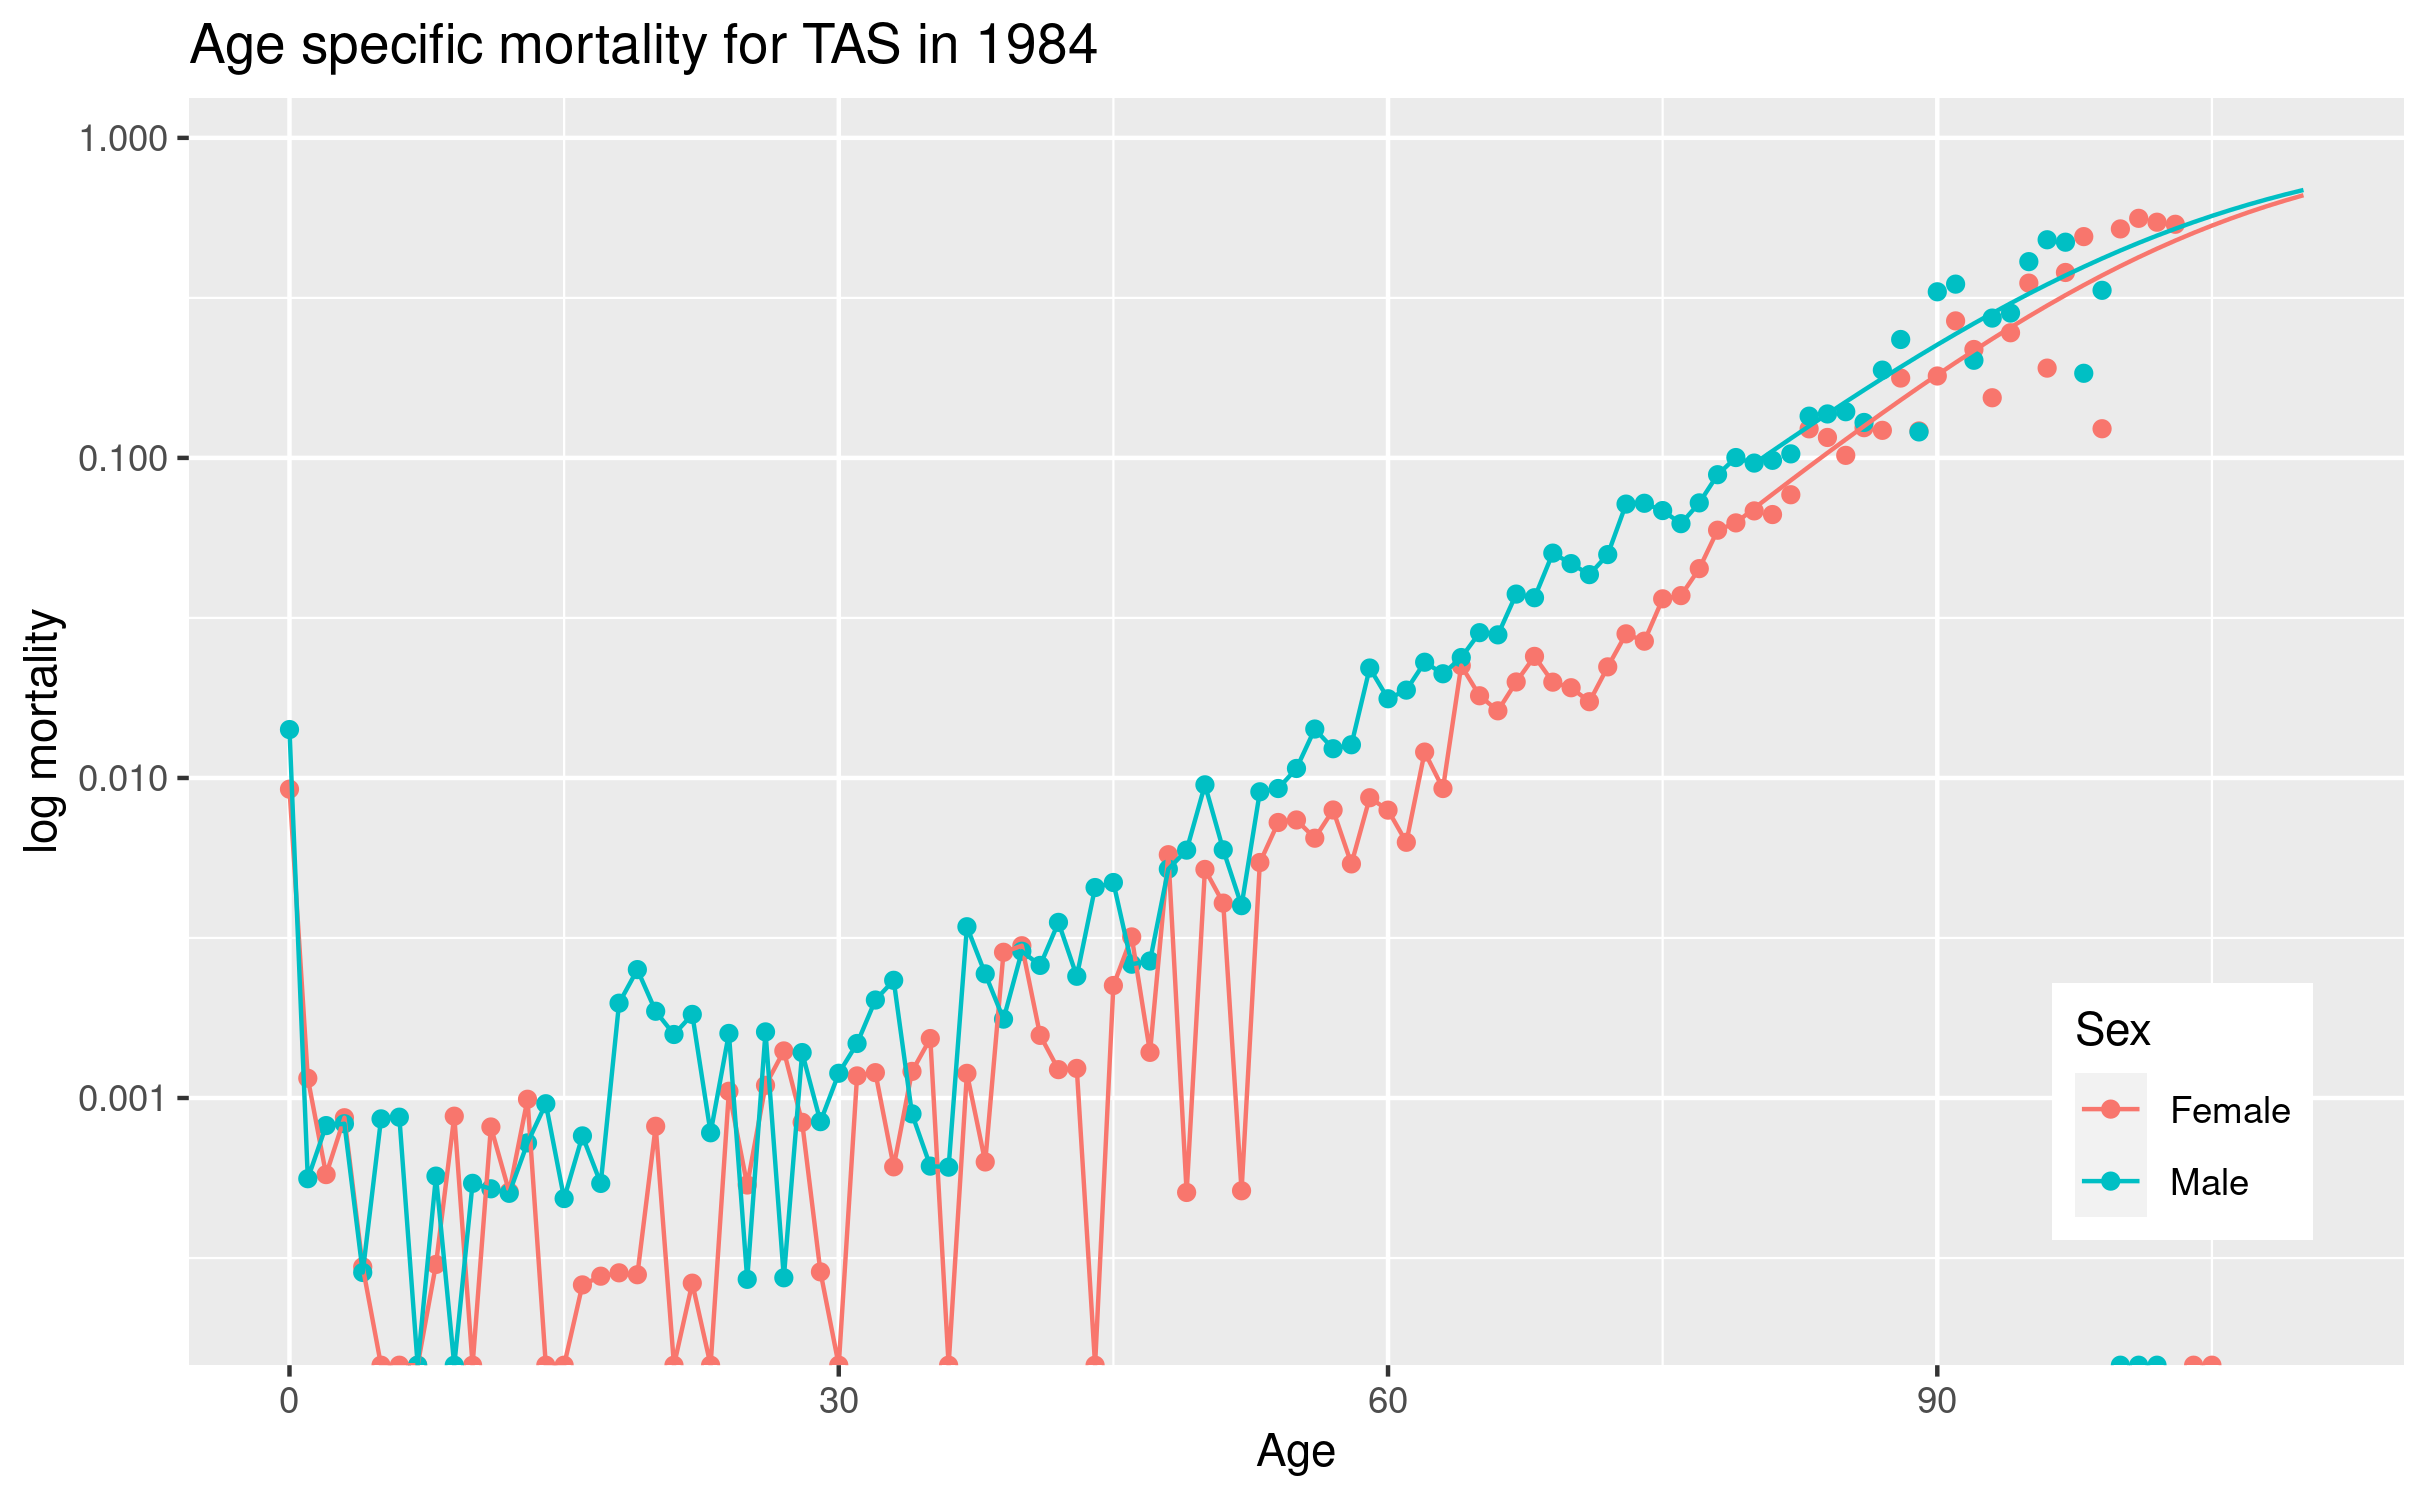 Age specific mortality for TAS in 1984
1.000
0.100
0.010
0.001
log mortality
0
30
60
90
Age
Sex
Female
Male